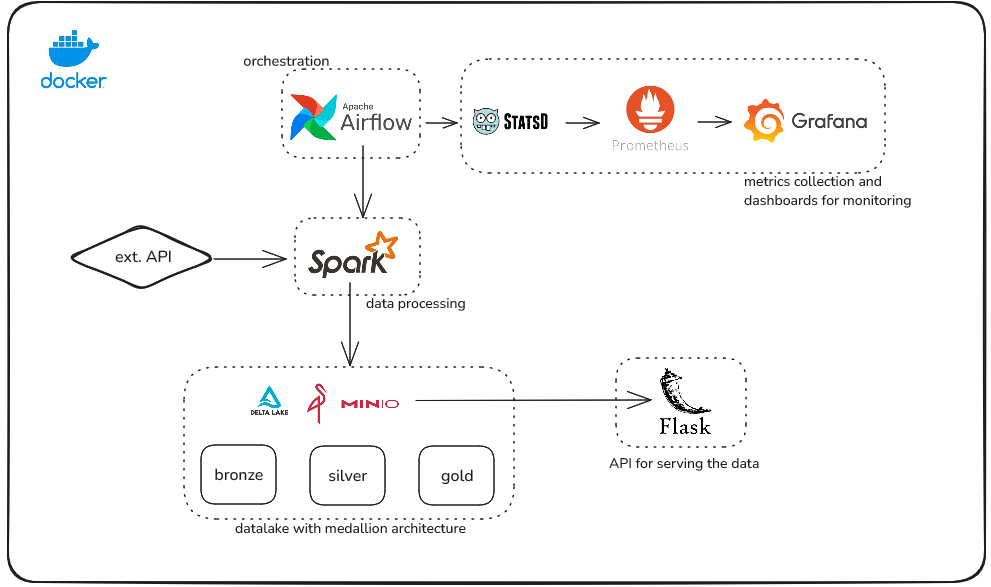 docker
orchestration
Apache
Airflow
STATSD
Prometheus
Grafana
metrics collection and
dashboards for monitoring
ext. API
Spark
data processing
DELTA LAKE
MINIO
Flask
bronze
silver
gold
API for serving the data
datalake with medallion architecture